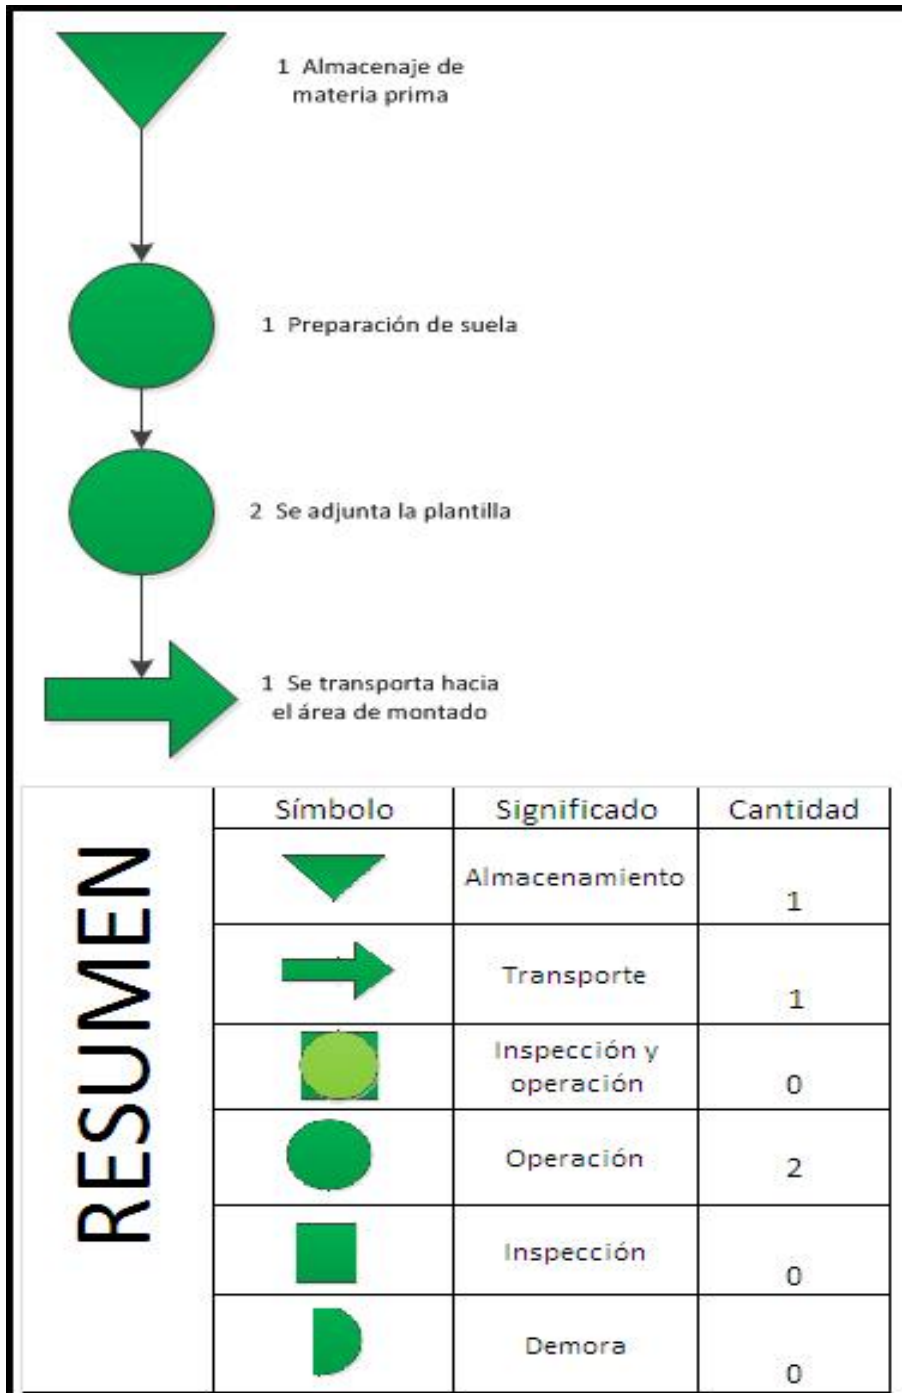 1 Almacenaje de
materia prima
1 Preparación de suela
2 Se adjunta la plantilla
1 Se transporta hacia
el área de montado
RESUMEN
Símbolo Significado Cantidad
Almacenamiento 1
Transporte 1
Inspección y
operación 0
Operación 2
Inspección 0
Demora 0